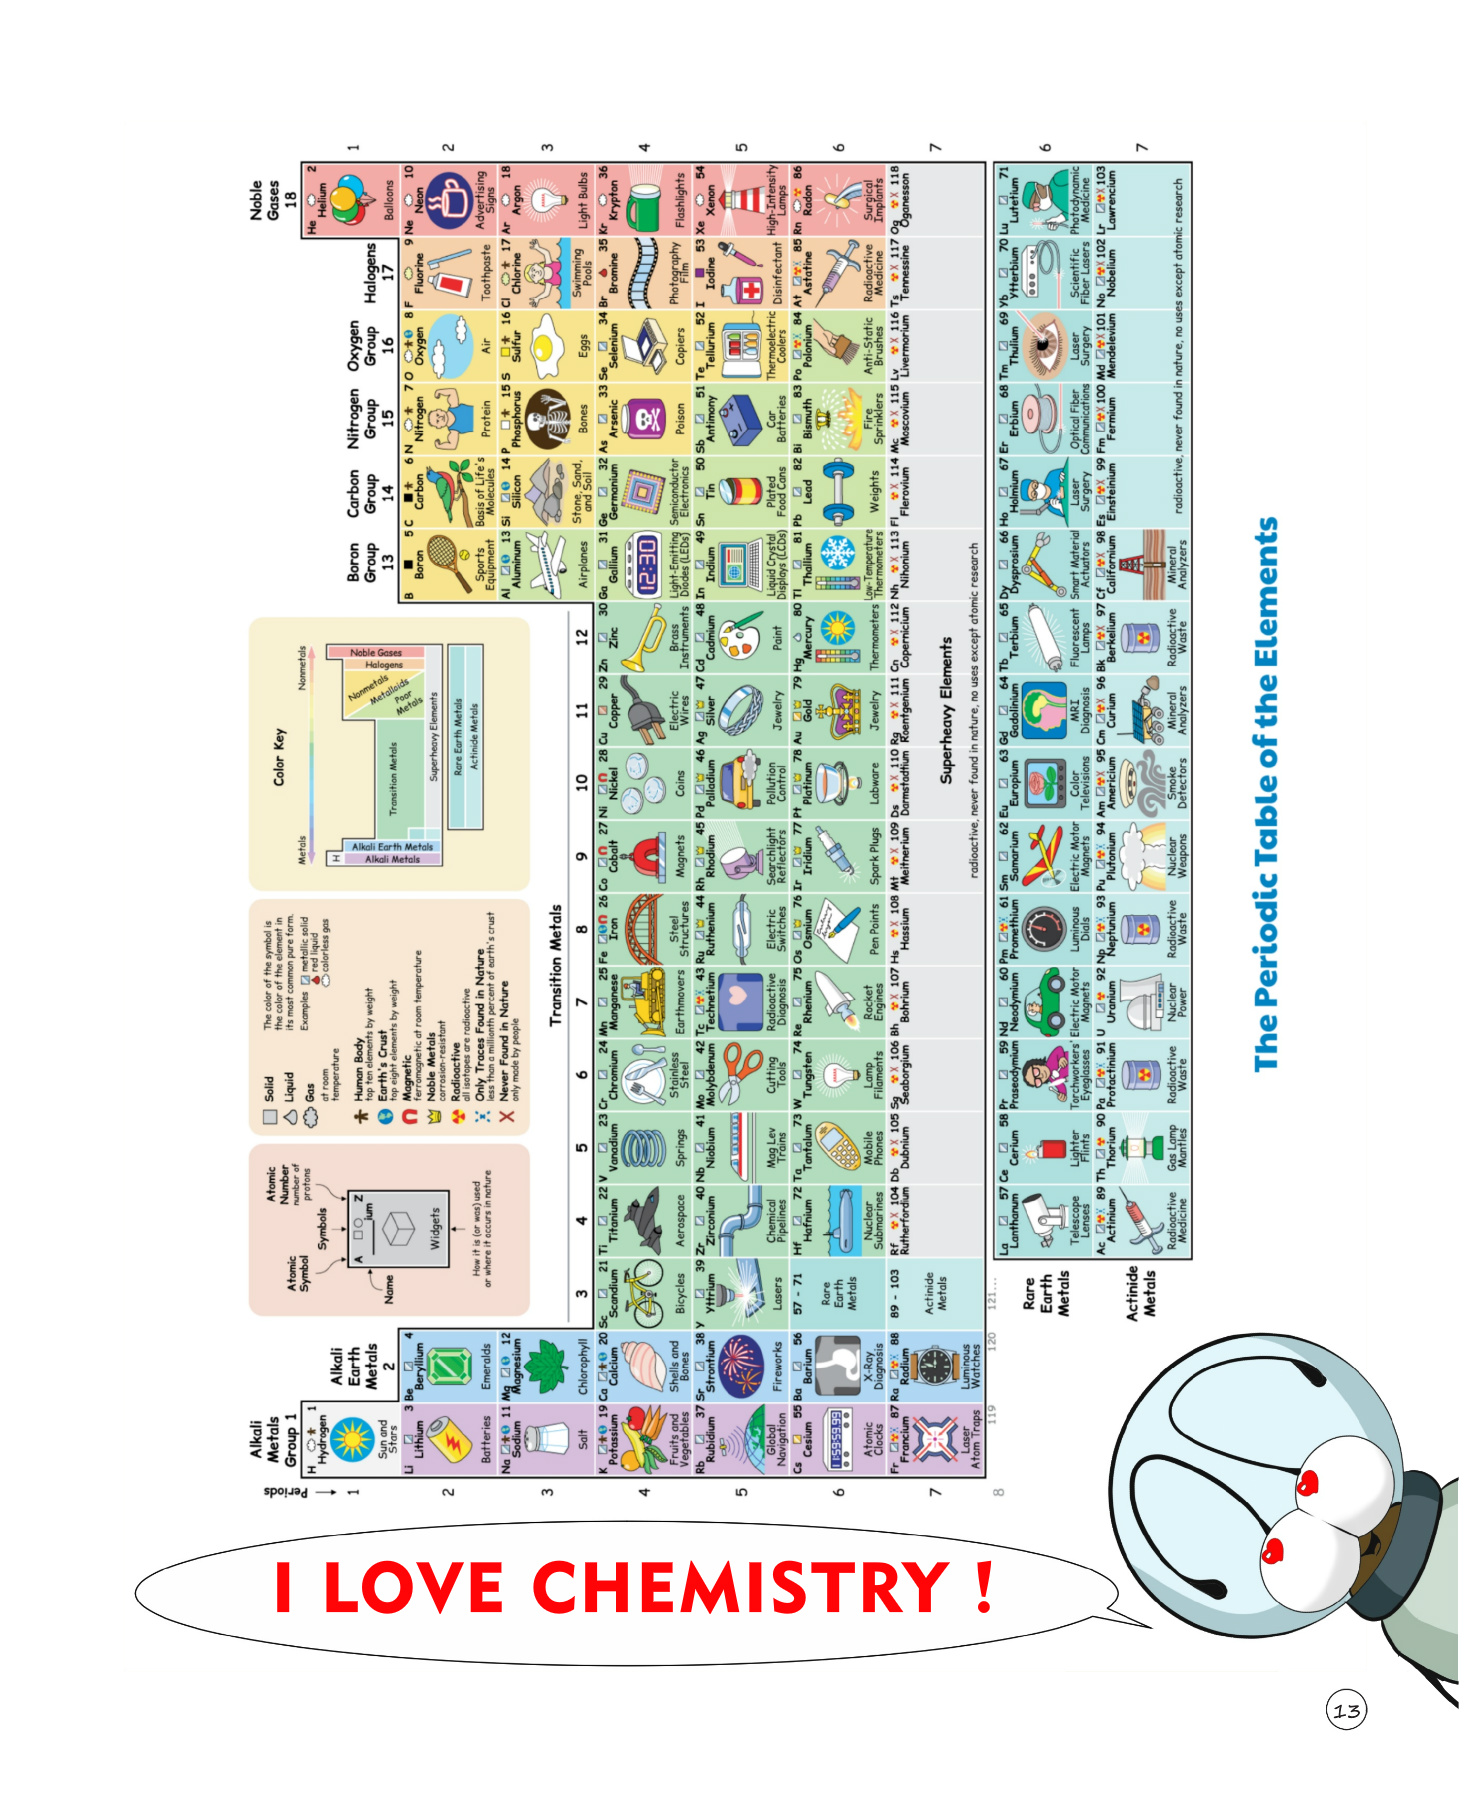 The Periodic Table of the Elements
Alkali Metals Group 1
Alkali Earth Metals 2
3
4
5
6
7
8
9
10
11
12
Boron Group 13
Carbon Group 14
Nitrogen Group 15
Oxygen Group 16
Halogens 17
Noble Gases 18
Transition Metals
Periods
1
2
3
4
5
6
7
8
Atomic Symbol
Symbols
Atomic Number
number of protons
A
Z
ium
Widgets
Name
How it is (or was) used
or where it occurs in nature
Solid
Liquid
Gas
at room temperature
The color of the symbol is
the color of the element in
its most common pure form.
Examples
metallic solid
red liquid
colorless gas
Human Body
top ten elements by weight
Earth's Crust
top eight elements by weight
Magnetic
ferromagnetic at room temperature
Noble Metals
corrosion-resistant
Radioactive
all isotopes are radioactive
Only Traces Found in Nature
less than a millionth percent of earth's crust
Never Found in Nature
only made by people
Color Key
Metals
Nonmetals
H
Alkali Metals
Alkali Earth Metals
Transition Metals
Poor Metals
Metalloids
Nonmetals
Halogens
Noble Gases
Superheavy Elements
Rare Earth Metals
Actinide Metals
H 1 Hydrogen Sun and Stars
He 2 Helium Balloons
Li 3 Lithium Batteries
Be 4 Beryllium Emeralds
B 5 Boron Sports Equipment
C 6 Carbon Basis of Life's Molecules
N 7 Nitrogen Protein
O 8 Oxygen Air
F 9 Fluorine Toothpaste
Ne 10 Neon Advertising Signs
Na 11 Sodium Salt
Mg 12 Magnesium Chlorophyll
Al 13 Aluminum Airplanes
Si 14 Silicon Stone, Sand, and Soil
P 15 Phosphorus Bones
S 16 Sulfur Eggs
Cl 17 Chlorine Swimming Pools
Ar 18 Argon Light Bulbs
K 19 Potassium Fruits and Vegetables
Ca 20 Calcium Shells and Bones
Sc 21 Scandium Bicycles
Ti 22 Titanium Aerospace
V 23 Vanadium Springs
Cr 24 Chromium Stainless Steel
Mn 25 Manganese Earthmovers
Fe 26 Iron Steel Structures
Co 27 Cobalt Magnets
Ni 28 Nickel Coins
Cu 29 Copper Electric Wires
Zn 30 Zinc Brass Instruments
Ga 31 Gallium Light-Emitting Diodes (LEDs)
12:30
Ge 32 Germanium Semiconductor Electronics
As 33 Arsenic Poison
Se 34 Selenium Copiers
Br 35 Bromine Photography Film
Kr 36 Krypton Flashlights
Rb 37 Rubidium Global Navigation
Sr 38 Strontium Fireworks
Y 39 Yttrium Lasers
Zr 40 Zirconium Chemical Pipelines
Nb 41 Niobium Mag Lev Trains
Mo 42 Molybdenum Cutting Tools
Tc 43 Technetium Radioactive Diagnosis
Ru 44 Ruthenium Electric Switches
Rh 45 Rhodium Searchlight Reflectors
Pd 46 Palladium Pollution Control
Ag 47 Silver Jewelry
Cd 48 Cadmium Paint
In 49 Indium Liquid Crystal Displays (LCDs)
Sn 50 Tin Plated Food Cans
Sb 51 Antimony Car Batteries
Te 52 Tellurium Thermoelectric Coolers
I 53 Iodine Disinfectant
Xe 54 Xenon High-Intensity Lamps
Cs 55 Cesium Atomic Clocks
Ba 56 Barium X-Ray Diagnosis
57 - 71 Rare Earth Metals
Hf 72 Hafnium Nuclear Submarines
Ta 73 Tantalum Mobile Phones
W 74 Tungsten Lamp Filaments
Re 75 Rhenium Rocket Engines
Os 76 Osmium Pen Points
Ir 77 Iridium Spark Plugs
Pt 78 Platinum Labware
Au 79 Gold Jewelry
Hg 80 Mercury Thermometers
Tl 81 Thallium Low-Temperature Thermometers
Pb 82 Lead Weights
Bi 83 Bismuth Fire Sprinklers
Po 84 Polonium Anti-Static Brushes
At 85 Astatine Radioactive Medicine
Rn 86 Radon Surgical Implants
Fr 87 Francium Laser Atom Traps
Ra 88 Radium Luminous Watches
89 - 103 Actinide Metals
Rf 104 Rutherfordium
Db 105 Dubnium
Sg 106 Seaborgium
Bh 107 Bohrium
Hs 108 Hassium
Mt 109 Meitnerium
Ds 110 Darmstadtium
Rg 111 Roentgenium
Cn 112 Copernicium
Nh 113 Nihonium
Fl 114 Flerovium
Mc 115 Moscovium
Lv 116 Livermorium
Ts 117 Tennessine
Og 118 Oganesson
Superheavy Elements
radioactive, never found in nature, no uses except atomic research
119
120
121...
Rare Earth Metals
La 57 Lanthanum Telescope Lenses
Ce 58 Cerium Lighter Flints
Pr 59 Praseodymium Torchworkers' Eyeglasses
Nd 60 Neodymium Electric Motor Magnets
Pm 61 Promethium Luminous Dials
Sm 62 Samarium Electric Motor Magnets
Eu 63 Europium Color Televisions
Gd 64 Gadolinium MRI Diagnosis
Tb 65 Terbium Fluorescent Lamps
Dy 66 Dysprosium Smart Material Actuators
Ho 67 Holmium Laser Surgery
Er 68 Erbium Optical Fiber Communications
Tm 69 Thulium Laser Surgery
Yb 70 Ytterbium Scientific Fiber Lasers
Lu 71 Lutetium Photodynamic Medicine
6
Actinide Metals
Ac 89 Actinium Radioactive Medicine
Th 90 Thorium Gas Lamp Mantles
Pa 91 Protactinium Radioactive Waste
U 92 Uranium Nuclear Power
Np 93 Neptunium Radioactive Waste
Pu 94 Plutonium Nuclear Weapons
Am 95 Americium Smoke Detectors
Cm 96 Curium Mineral Analyzers
Bk 97 Berkelium Radioactive Waste
Cf 98 Californium Mineral Analyzers
Es 99 Einsteinium
Fm 100 Fermium
Md 101 Mendelevium
No 102 Nobelium
Lr 103 Lawrencium
7
radioactive, never found in nature, no uses except atomic research
I LOVE CHEMISTRY !
13